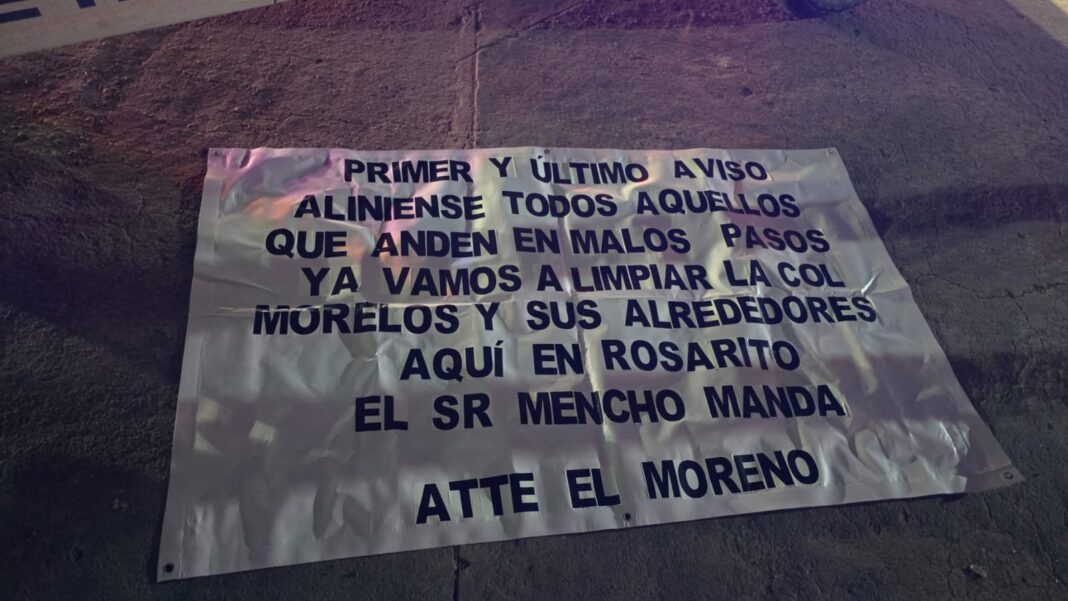 PRIMER Y ÚLTIMO AVISO
ALINIENSE TODOS AQUELLOS
QUE ANDEN EN MALOS PASOS
YA VAMOS A LIMPIAR LA COL
MORELOS Y SUS ALREDEDORES
AQUÍ EN ROSARITO
EL SR MENCHO MANDA
ATTE EL MORENO